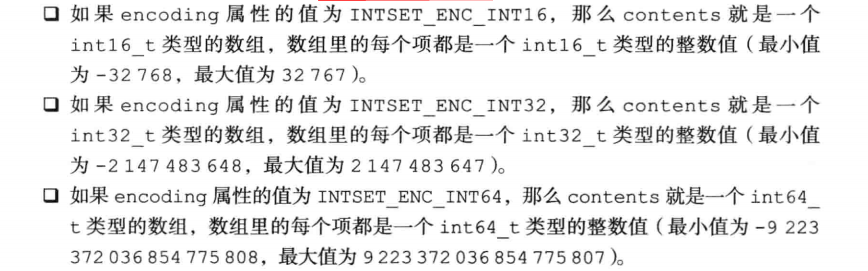 ❑ 如果 encoding 属性的值为 INTSET_ENC_INT16，那么 contents 就是一个
int16_t 类型的数组，数组里的每个项都是一个 int16_t 类型的整数值（最小值
为 -32 768，最大值为 32 767）。
❑ 如果 encoding 属性的值为 INTSET_ENC_INT32，那么 contents 就是一个
int32_t 类型的数组，数组里的每个项都是一个 int32_t 类型的整数值（最小值
为 -2 147 483 648，最大值为 2 147 483 647）。
❑ 如果 encoding 属性的值为 INTSET_ENC_INT64，那么 contents 就是一个 int64_
t 类型的数组，数组里的每个项都是一个 int64_t 类型的整数值（最小值为 -9 223
372 036 854 775 808，最大值为 9 223 372 036 854 775 807）。